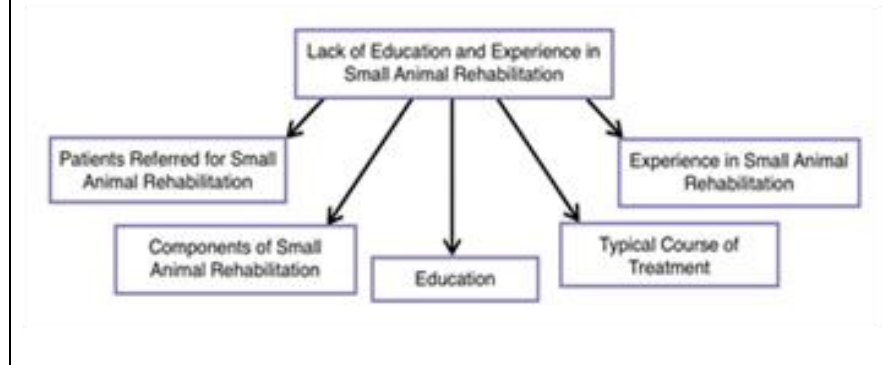 Lack of Education and Experience in
Small Animal Rehabilitation
Patients Referred for Small
Animal Rehabilitation
Experience in Small Animal
Rehabilitation
Components of Small
Animal Rehabilitation
Education
Typical Course of
Treatment